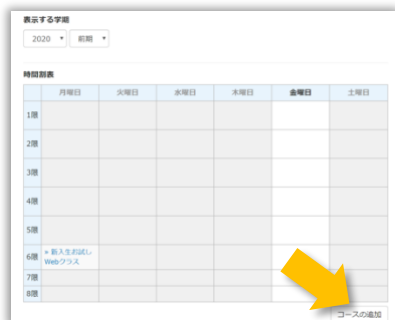 表示する学期
2020 前期
時間割表
月曜日 火曜日 水曜日 木曜日 金曜日 土曜日
1限
2限
3限
4限
5限
6限 » 新入生お試し
Webクラス
7限
8限
コースの追加